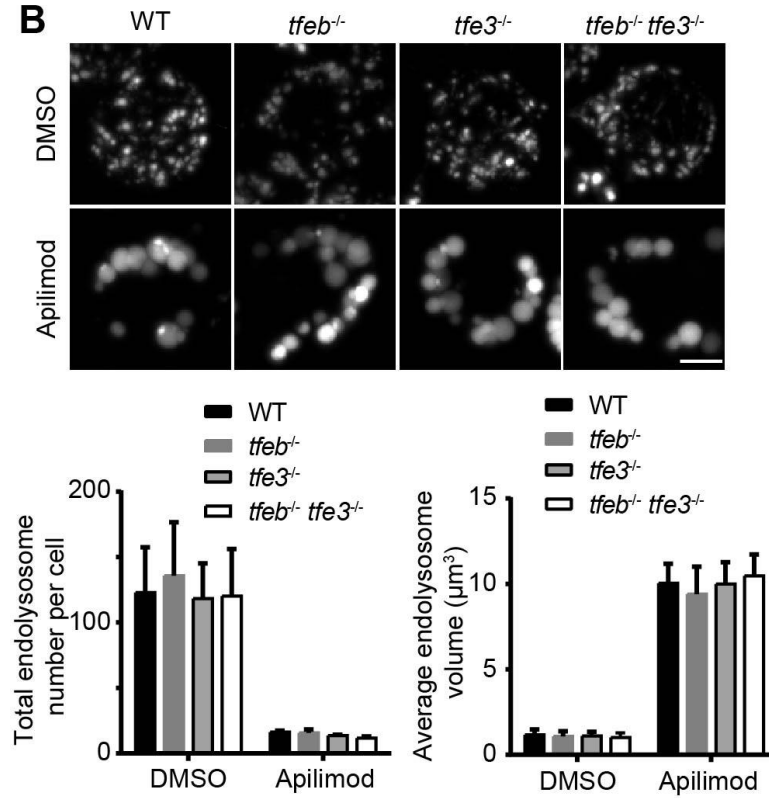 B
WT tfeb-/- tfe3-/- tfeb-/- tfe3-/-
DMSO
Apilimod
WT
tfeb-/-
tfe3-/-
tfeb-/- tfe3-/-
Total endolysosome
number per cell
200
100
0
DMSO Apilimod
WT
tfeb-/-
tfe3-/-
tfeb-/- tfe3-/-
Average endolysosome
volume (µm³)
15
10
5
0
DMSO Apilimod